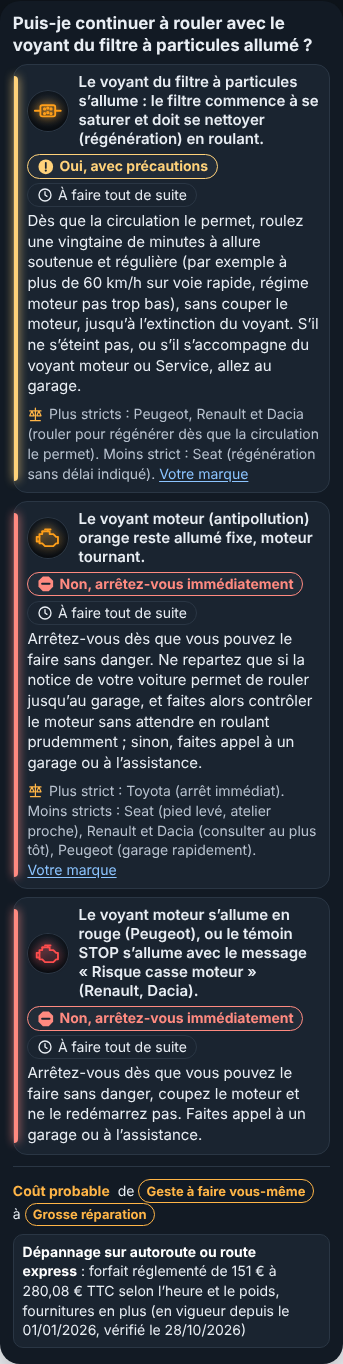 Puis-je continuer à rouler avec le
voyant du filtre à particules allumé ?
Le voyant du filtre à particules
s’allume : le filtre commence à se
saturer et doit se nettoyer
(régénération) en roulant.
Oui, avec précautions
À faire tout de suite
Dès que la circulation le permet, roulez
une vingtaine de minutes à allure
soutenue et régulière (par exemple à
plus de 60 km/h sur voie rapide, régime
moteur pas trop bas), sans couper le
moteur, jusqu’à l’extinction du voyant. S’il
ne s’éteint pas, ou s’il s’accompagne du
voyant moteur ou Service, allez au
garage.
Plus stricts : Peugeot, Renault et Dacia
(rouler pour régénérer dès que la circulation
le permet). Moins strict : Seat (régénération
sans délai indiqué). Votre marque
Le voyant moteur (antipollution)
orange reste allumé fixe, moteur
tournant.
Non, arrêtez-vous immédiatement
À faire tout de suite
Arrêtez-vous dès que vous pouvez le
faire sans danger. Ne repartez que si la
notice de votre voiture permet de rouler
jusqu’au garage, et faites alors contrôler
le moteur sans attendre en roulant
prudemment ; sinon, faites appel à un
garage ou à l’assistance.
Plus strict : Toyota (arrêt immédiat).
Moins stricts : Seat (pied levé, atelier
proche), Renault et Dacia (consulter au plus
tôt), Peugeot (garage rapidement).
Votre marque
Le voyant moteur s’allume en
rouge (Peugeot), ou le témoin
STOP s’allume avec le message
« Risque casse moteur »
(Renault, Dacia).
Non, arrêtez-vous immédiatement
À faire tout de suite
Arrêtez-vous dès que vous pouvez le
faire sans danger, coupez le moteur et
ne le redémarrez pas. Faites appel à un
garage ou à l’assistance.
Coût probable de Geste à faire vous-même
à Grosse réparation
Dépannage sur autoroute ou route
express : forfait réglementé de 151 € à
280,08 € TTC selon l’heure et le poids,
fournitures en plus (en vigueur depuis le
01/01/2026, vérifié le 28/10/2026)